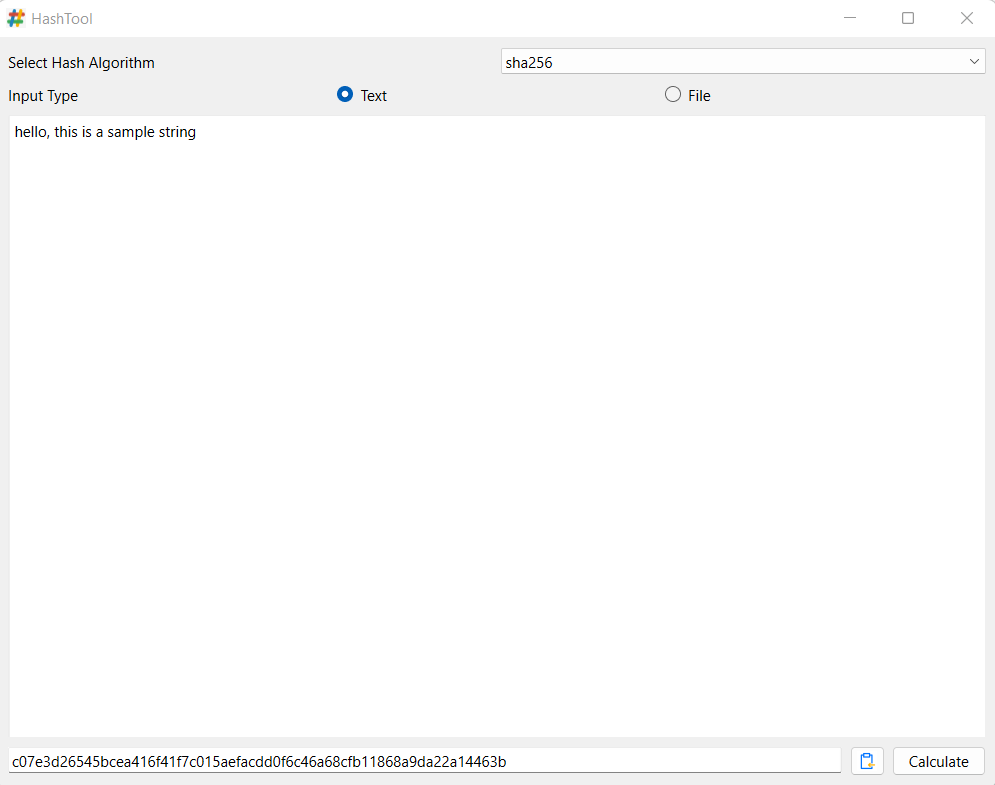 HashTool
Select Hash Algorithm sha256
Input Type Text File
hello, this is a sample string
c07e3d26545bcea416f41f7c015aefacdd0f6c46a68cfb11868a9da22a14463b Calculate